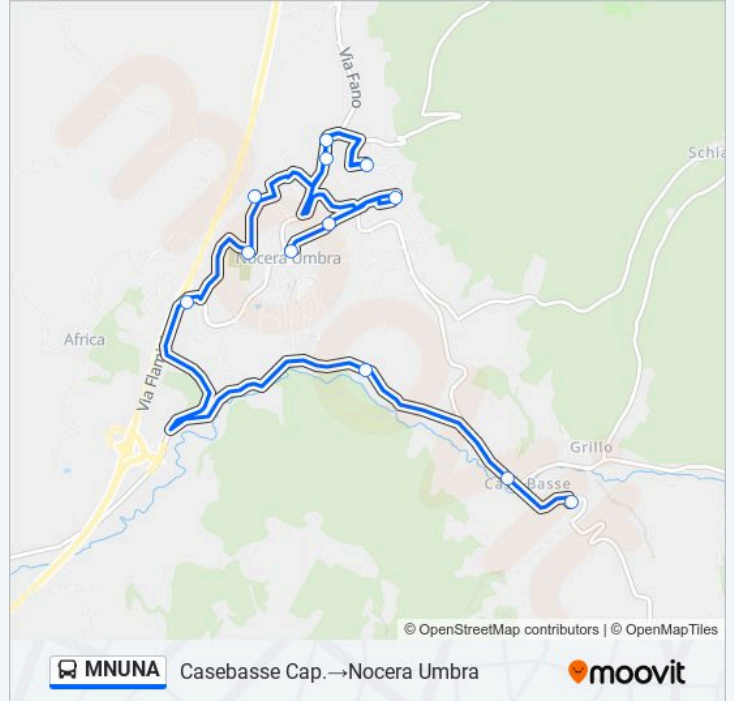 Via Fano
Schia
Nocera Umbra
Africa
Via Flami
Grillo
Case Basse
© OpenStreetMap contributors | © OpenMapTiles
MNUNA Casebasse Cap.→Nocera Umbra moovit